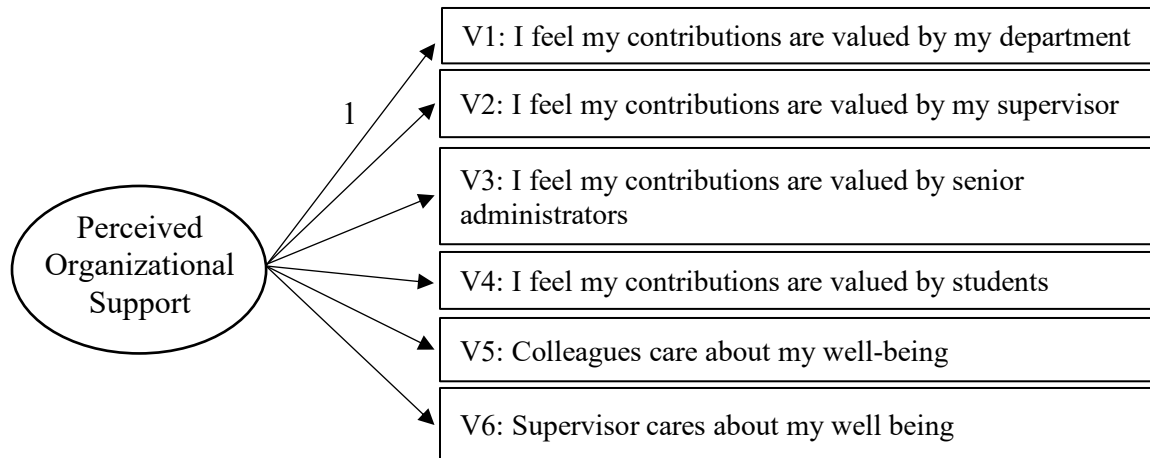 V1: I feel my contributions are valued by my department
V2: I feel my contributions are valued by my supervisor
1
V3: I feel my contributions are valued by senior
administrators
Perceived
Organizational
Support
V4: I feel my contributions are valued by students
V5: Colleagues care about my well-being
V6: Supervisor cares about my well being